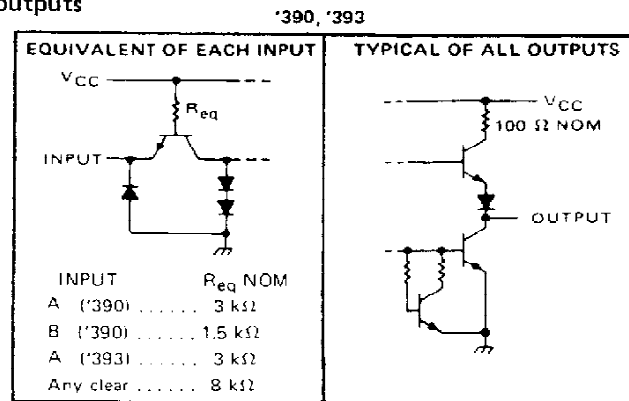 outputs
'390, '393
EQUIVALENT OF EACH INPUT
VCC
Req
INPUT
INPUT Req NOM
A ('390) ...... 3 kΩ
B ('390) ...... 1.5 kΩ
A ('393) ...... 3 kΩ
Any clear ...... 8 kΩ
TYPICAL OF ALL OUTPUTS
VCC
100 Ω NOM
OUTPUT